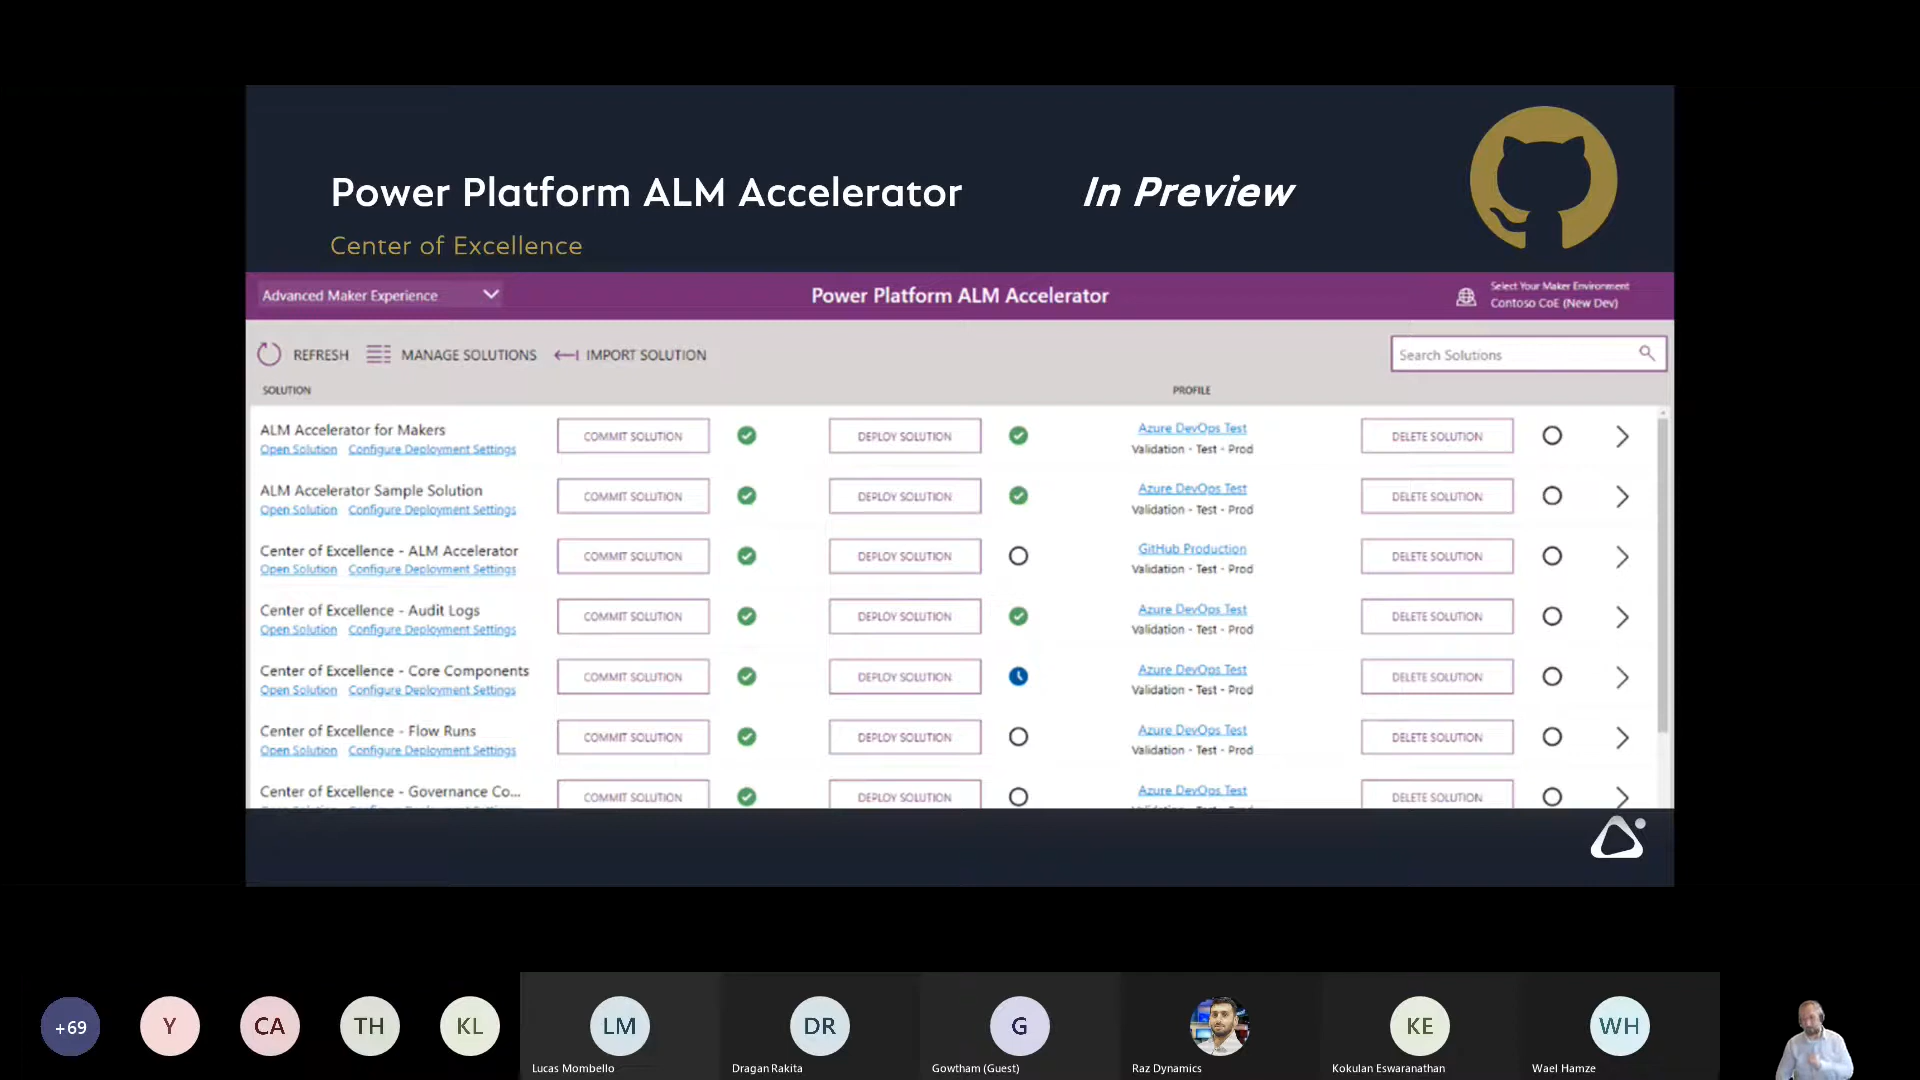 Power Platform ALM Accelerator In Preview
Center of Excellence
Advanced Maker Experience
Power Platform ALM Accelerator
Select Your Maker Environment
Contoso CoE (New Dev)
REFRESH MANAGE SOLUTIONS IMPORT SOLUTION
Search Solutions
SOLUTION PROFILE
ALM Accelerator for Makers COMMIT SOLUTION DEPLOY SOLUTION Azure DevOps Test DELETE SOLUTION
Open Solution Configure Deployment Settings Validation - Test - Prod
ALM Accelerator Sample Solution COMMIT SOLUTION DEPLOY SOLUTION Azure DevOps Test DELETE SOLUTION
Open Solution Configure Deployment Settings Validation - Test - Prod
Center of Excellence - ALM Accelerator COMMIT SOLUTION DEPLOY SOLUTION GitHub Production DELETE SOLUTION
Open Solution Configure Deployment Settings Validation - Test - Prod
Center of Excellence - Audit Logs COMMIT SOLUTION DEPLOY SOLUTION Azure DevOps Test DELETE SOLUTION
Open Solution Configure Deployment Settings Validation - Test - Prod
Center of Excellence - Core Components COMMIT SOLUTION DEPLOY SOLUTION Azure DevOps Test DELETE SOLUTION
Open Solution Configure Deployment Settings Validation - Test - Prod
Center of Excellence - Flow Runs COMMIT SOLUTION DEPLOY SOLUTION Azure DevOps Test DELETE SOLUTION
Open Solution Configure Deployment Settings Validation - Test - Prod
Center of Excellence - Governance Co... COMMIT SOLUTION DEPLOY SOLUTION Azure DevOps Test DELETE SOLUTION
+69 Y CA TH KL LM DR G KE WH
Lucas Mombello Dragan Rakita Gowtham (Guest) Raz Dynamics Kokulan Eswaranathan Wael Hamze